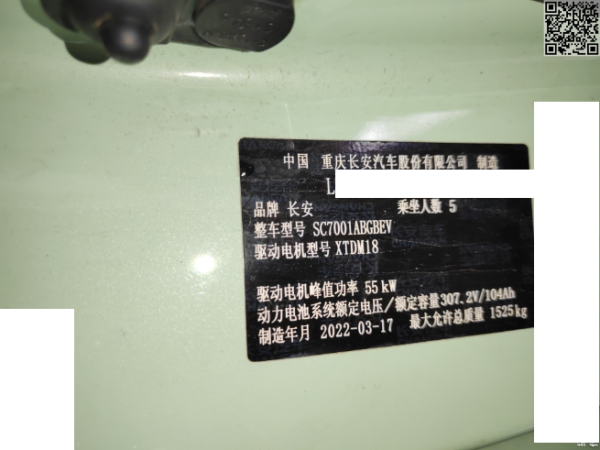 中国 重庆长安汽车股份有限公司 制造
L
品牌 长安 乘坐人数 5
整车型号 SC7001ABGBEV
驱动电机型号 XTDM18
驱动电机峰值功率 55kW
动力电池系统额定电压/额定容量307.2V/104Ah
制造年月 2022-03-17 最大允许总质量 1525kg